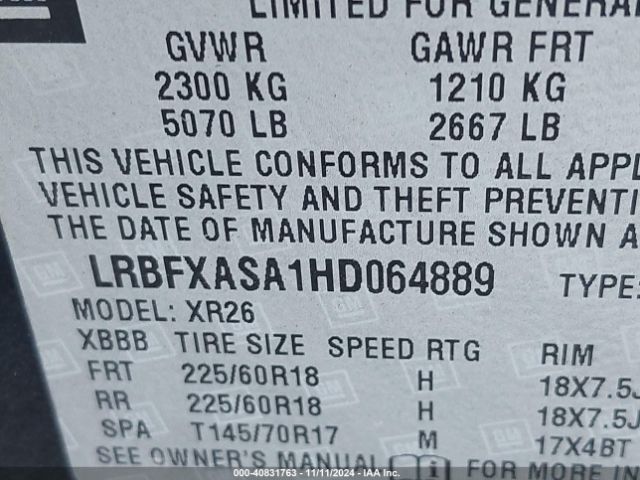 LIMITED FOR GENERAL
GVWR GAWR FRT
2300 KG 1210 KG
5070 LB 2667 LB
THIS VEHICLE CONFORMS TO ALL APPL
VEHICLE SAFETY AND THEFT PREVENTI
THE DATE OF MANUFACTURE SHOWN A
LRBFXASA1HD064889 TYPE:
MODEL: XR26
XBBB TIRE SIZE SPEED RTG RIM
FRT 225/60R18 H 18X7.5J
RR 225/60R18 H 18X7.5J
SPA T145/70R17 M 17X4BT
SEE OWNER'S MANUAL FOR MORE IN
000-40831763 - 11/11/2024 - IAA Inc.